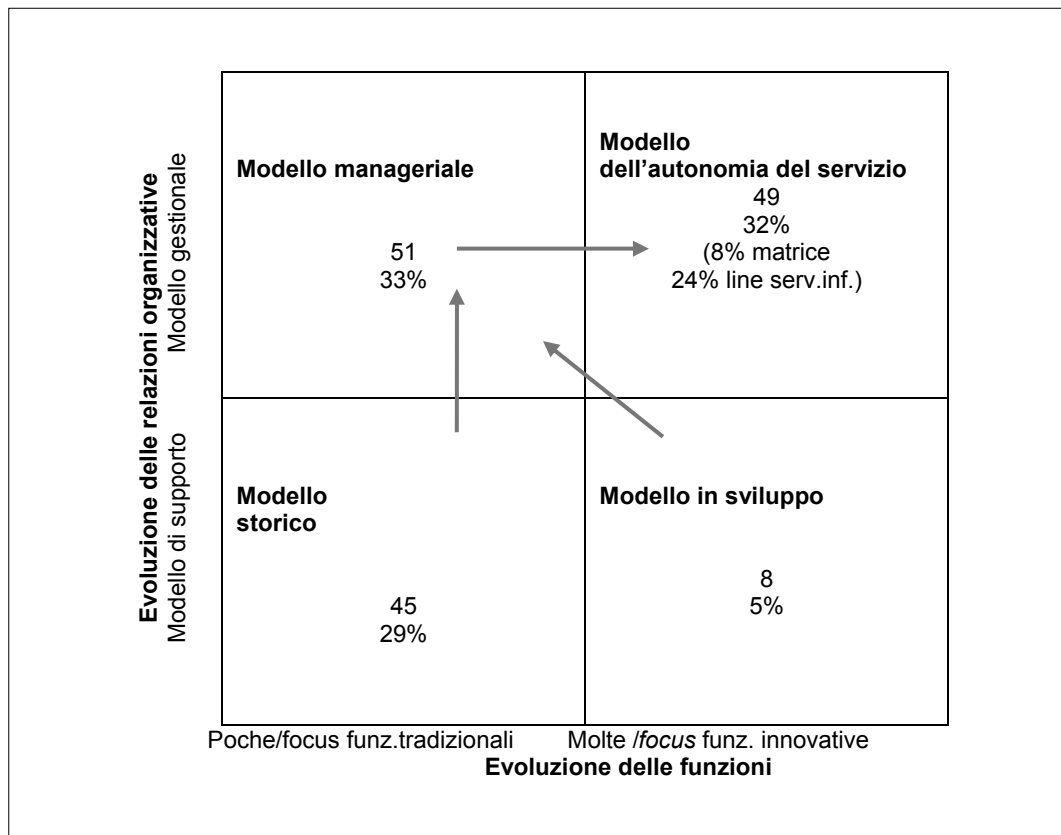 Evoluzione delle relazioni organizzative
Modello di supporto Modello gestionale
Modello manageriale
51
33%
Modello
dell'autonomia del servizio
49
32%
(8% matrice
24% line serv.inf.)
Modello
storico
45
29%
Modello in sviluppo
8
5%
Poche/focus funz.tradizionali Molte /focus funz. innovative
Evoluzione delle funzioni